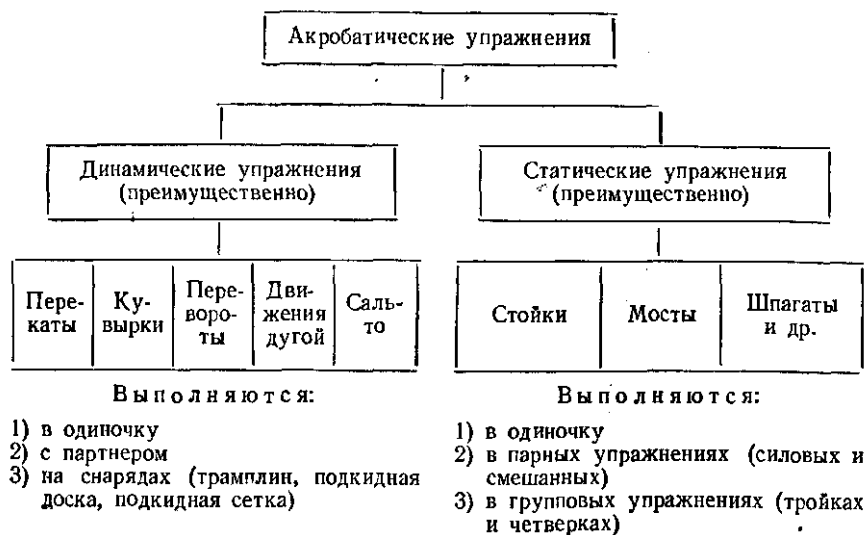 Акробатические упражнения
Динамические упражнения
(преимущественно)
Статические упражнения
(преимущественно)
Пере-
каты
Ку-
вырки
Пере-
воро-
ты
Дви-
жения
дугой
Саль-
то
Стойки
Мосты
Шпагаты
и др.
Выполняются:
1) в одиночку
2) с партнером
3) на снарядах (трамплин, подкидная
доска, подкидная сетка)
Выполняются:
1) в одиночку
2) в парных упражнениях (силовых и
смешанных)
3) в групповых упражнениях (тройках
и четверках)